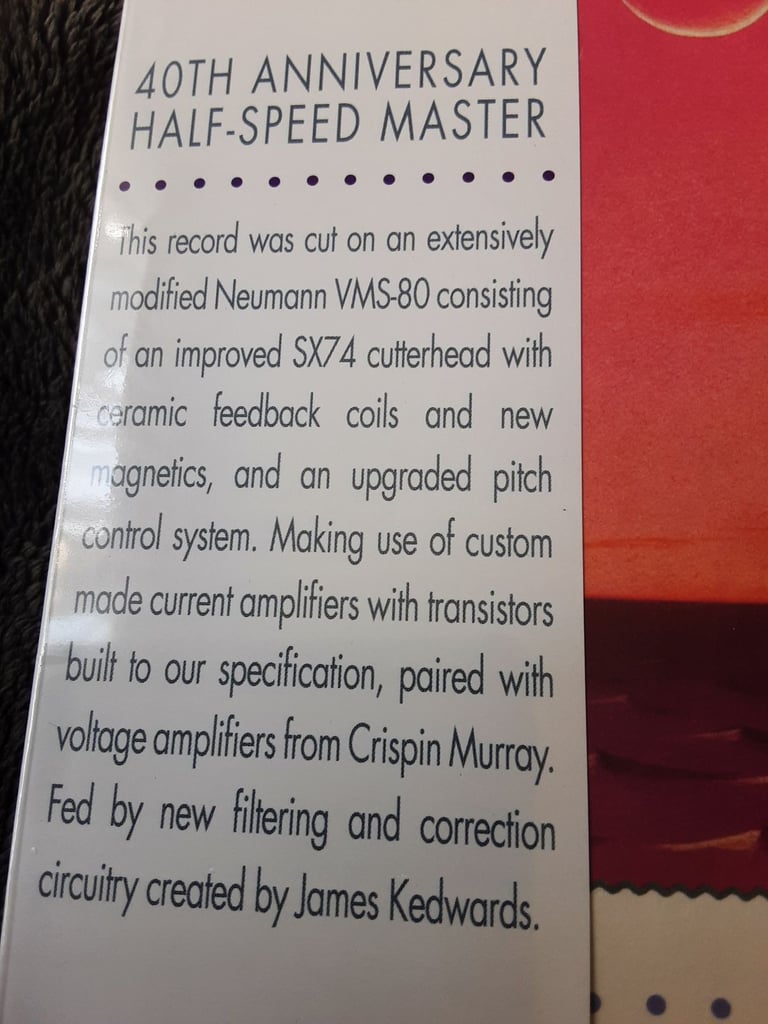 40TH ANNIVERSARY
HALF-SPEED MASTER
This record was cut on an extensively
modified Neumann VMS-80 consisting
of an improved SX74 cutterhead with
ceramic feedback coils and new
magnetics, and an upgraded pitch
control system. Making use of custom
made current amplifiers with transistors
built to our specification, paired with
voltage amplifiers from Crispin Murray.
Fed by new filtering and correction
circuitry created by James Kedwards.